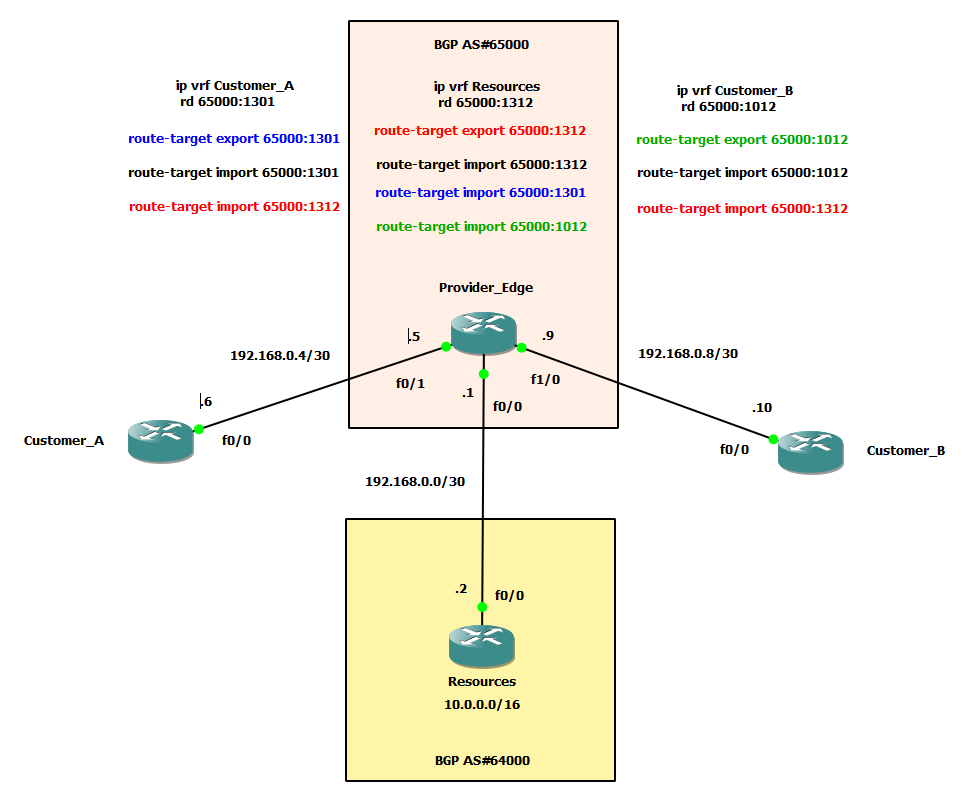 BGP AS#65000
ip vrf Customer_A
rd 65000:1301
route-target export 65000:1301
route-target import 65000:1301
route-target import 65000:1312
ip vrf Resources
rd 65000:1312
route-target export 65000:1312
route-target import 65000:1312
route-target import 65000:1301
route-target import 65000:1012
ip vrf Customer_B
rd 65000:1012
route-target export 65000:1012
route-target import 65000:1012
route-target import 65000:1312
Provider_Edge
.5
.9
192.168.0.4/30
192.168.0.8/30
f0/1
.1
f1/0
f0/0
.6
.10
Customer_A
f0/0
f0/0
Customer_B
192.168.0.0/30
.2
f0/0
Resources
10.0.0.0/16
BGP AS#64000